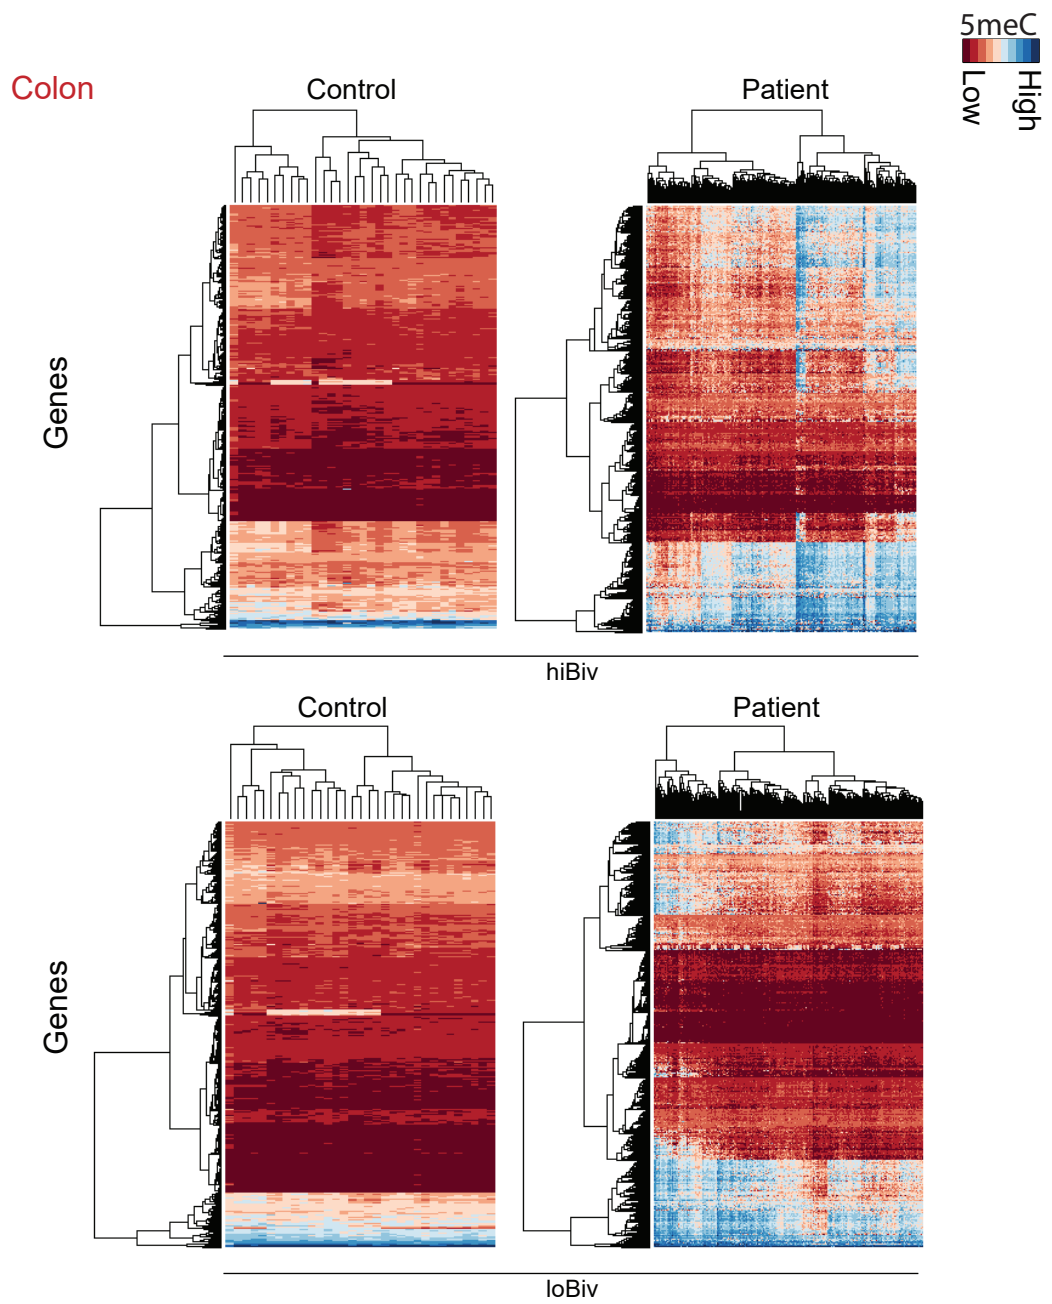 5meC
Low
High
Colon
Control
Patient
Genes
hiBiv
Control
Patient
Genes
loBiv